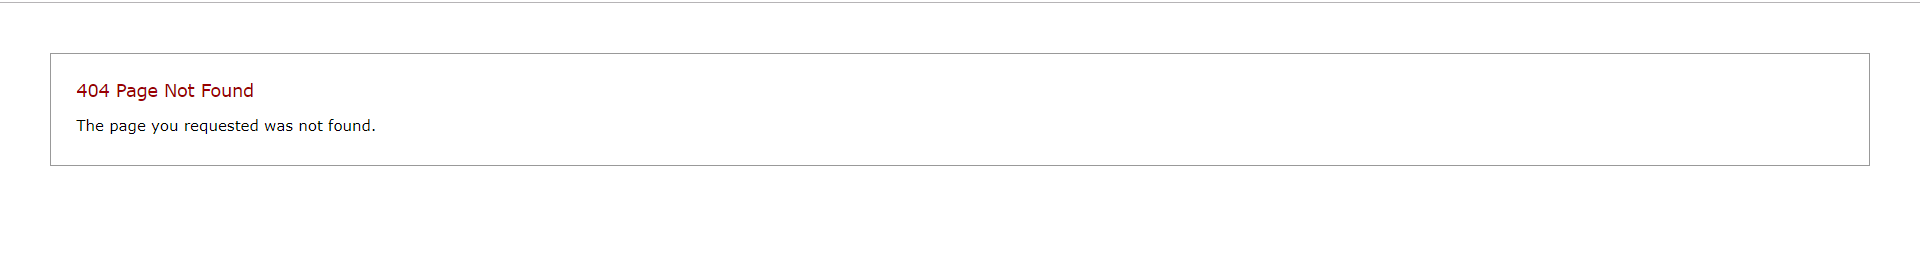 404 Page Not Found
The page you requested was not found.